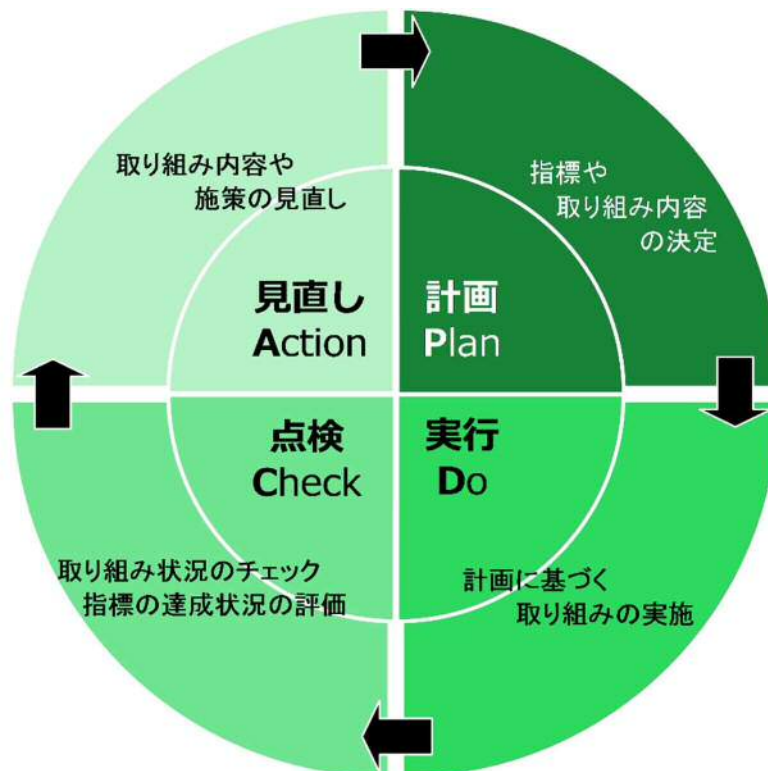 取り組み内容や
施策の見直し
見直し
Action
指標や
取り組み内容
の決定
計画
Plan
点検
Check
取り組み状況のチェック
指標の達成状況の評価
実行
Do
計画に基づく
取り組みの実施